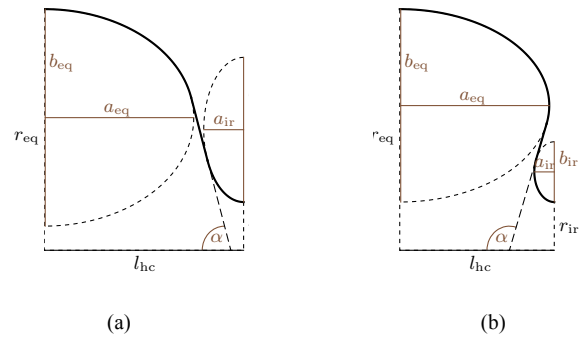 b_eq
a_eq
a_ir
r_eq
α
l_hc
(a)
b_eq
a_eq
r_eq
a_ir
b_ir
α
r_ir
l_hc
(b)